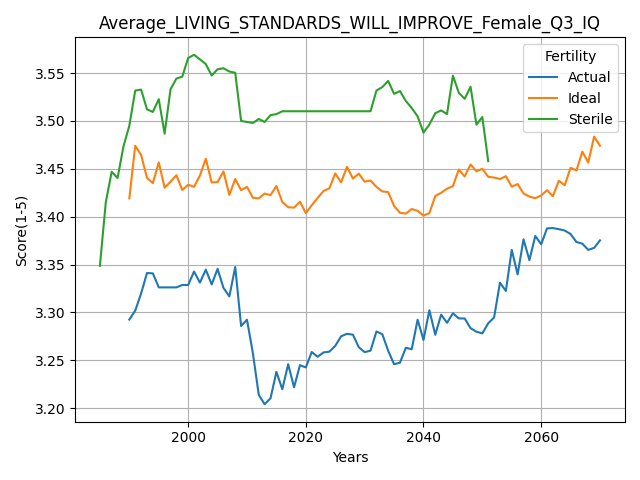 Average_LIVING_STANDARDS_WILL_IMPROVE_Female_Q3_IQ
Fertility
Actual
Ideal
Sterile
3.55
3.50
3.45
3.40
3.35
3.30
3.25
3.20
Score(1-5)
2000
2020
2040
2060
Years